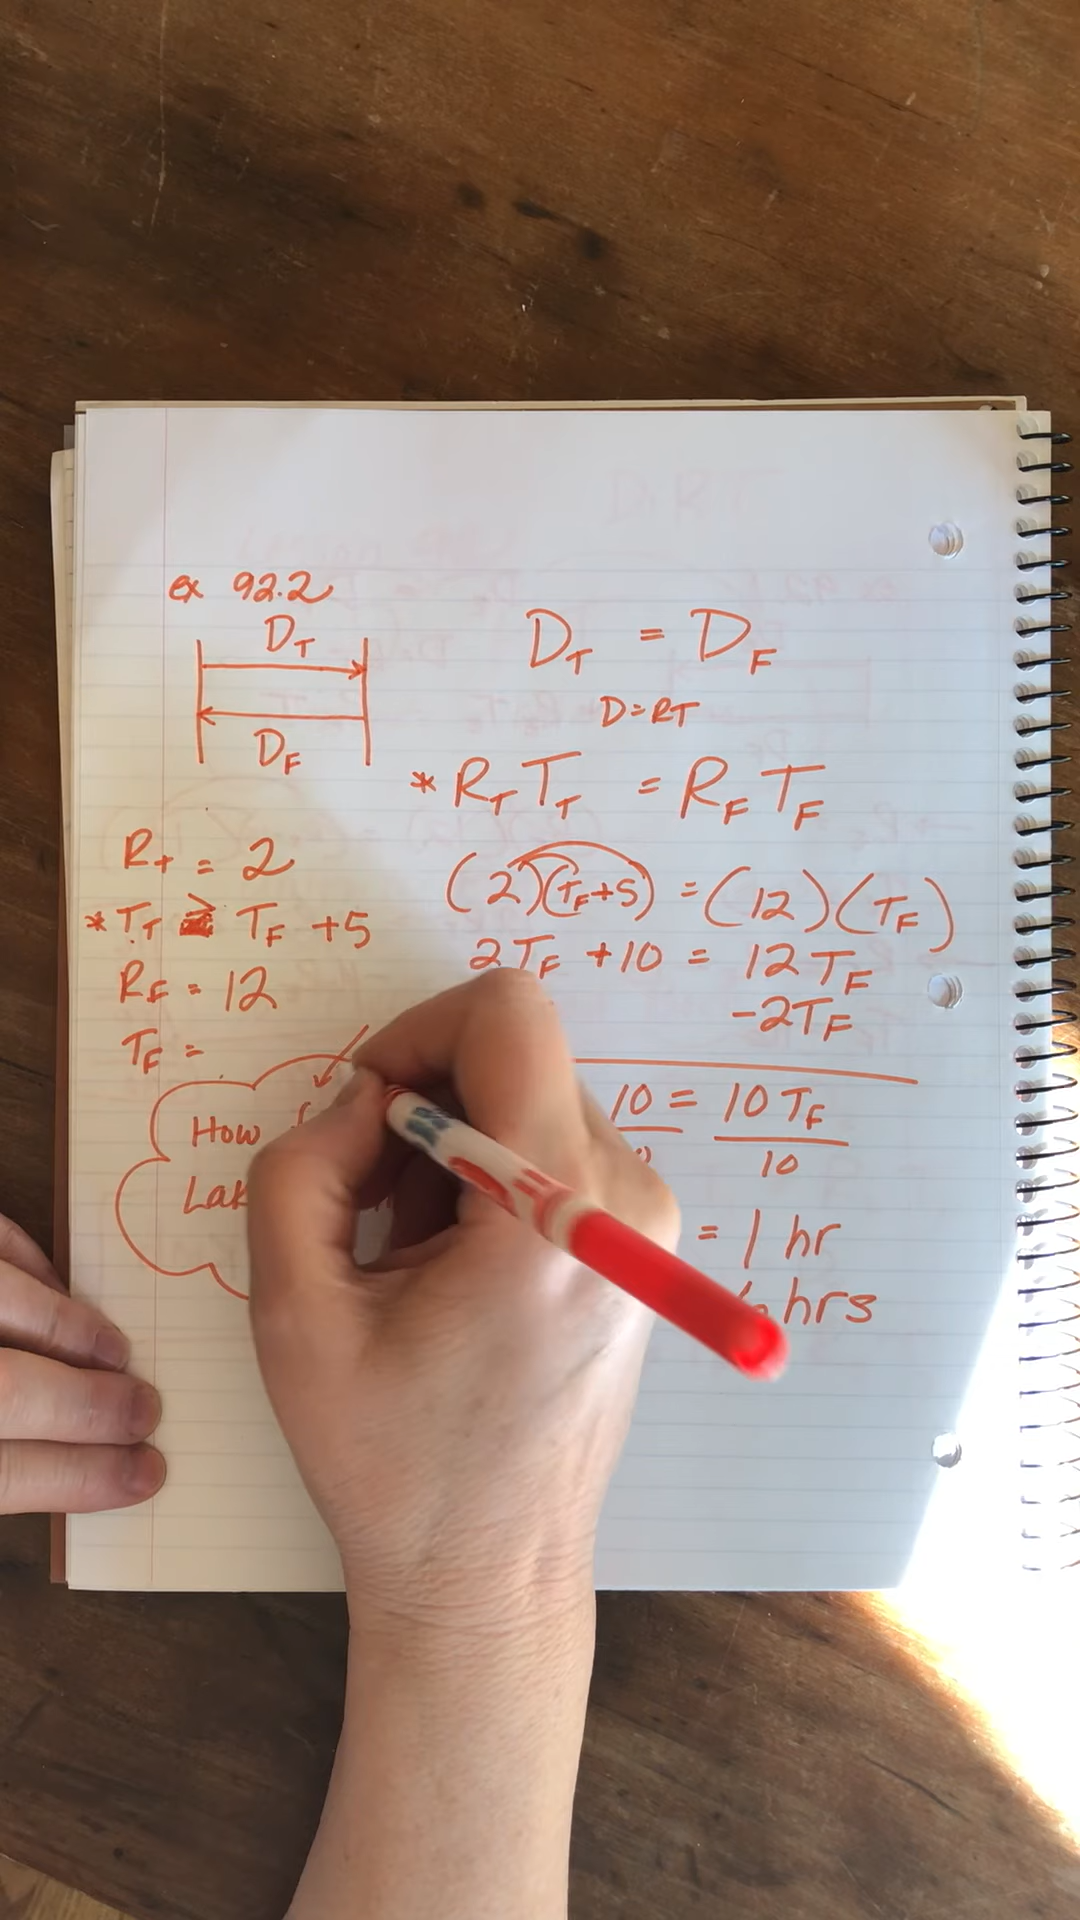 ex 92.2
D_T
D_F
D_T = D_F
D=RT
*R_T T_T = R_F T_F
R_T = 2
*T_T = T_F +5
R_F = 12
T_F =
(2)(T_F+5) = (12)(T_F)
2T_F +10 = 12T_F
-2T_F
10 = 10T_F
10
= 1 hr
6 hrs
How